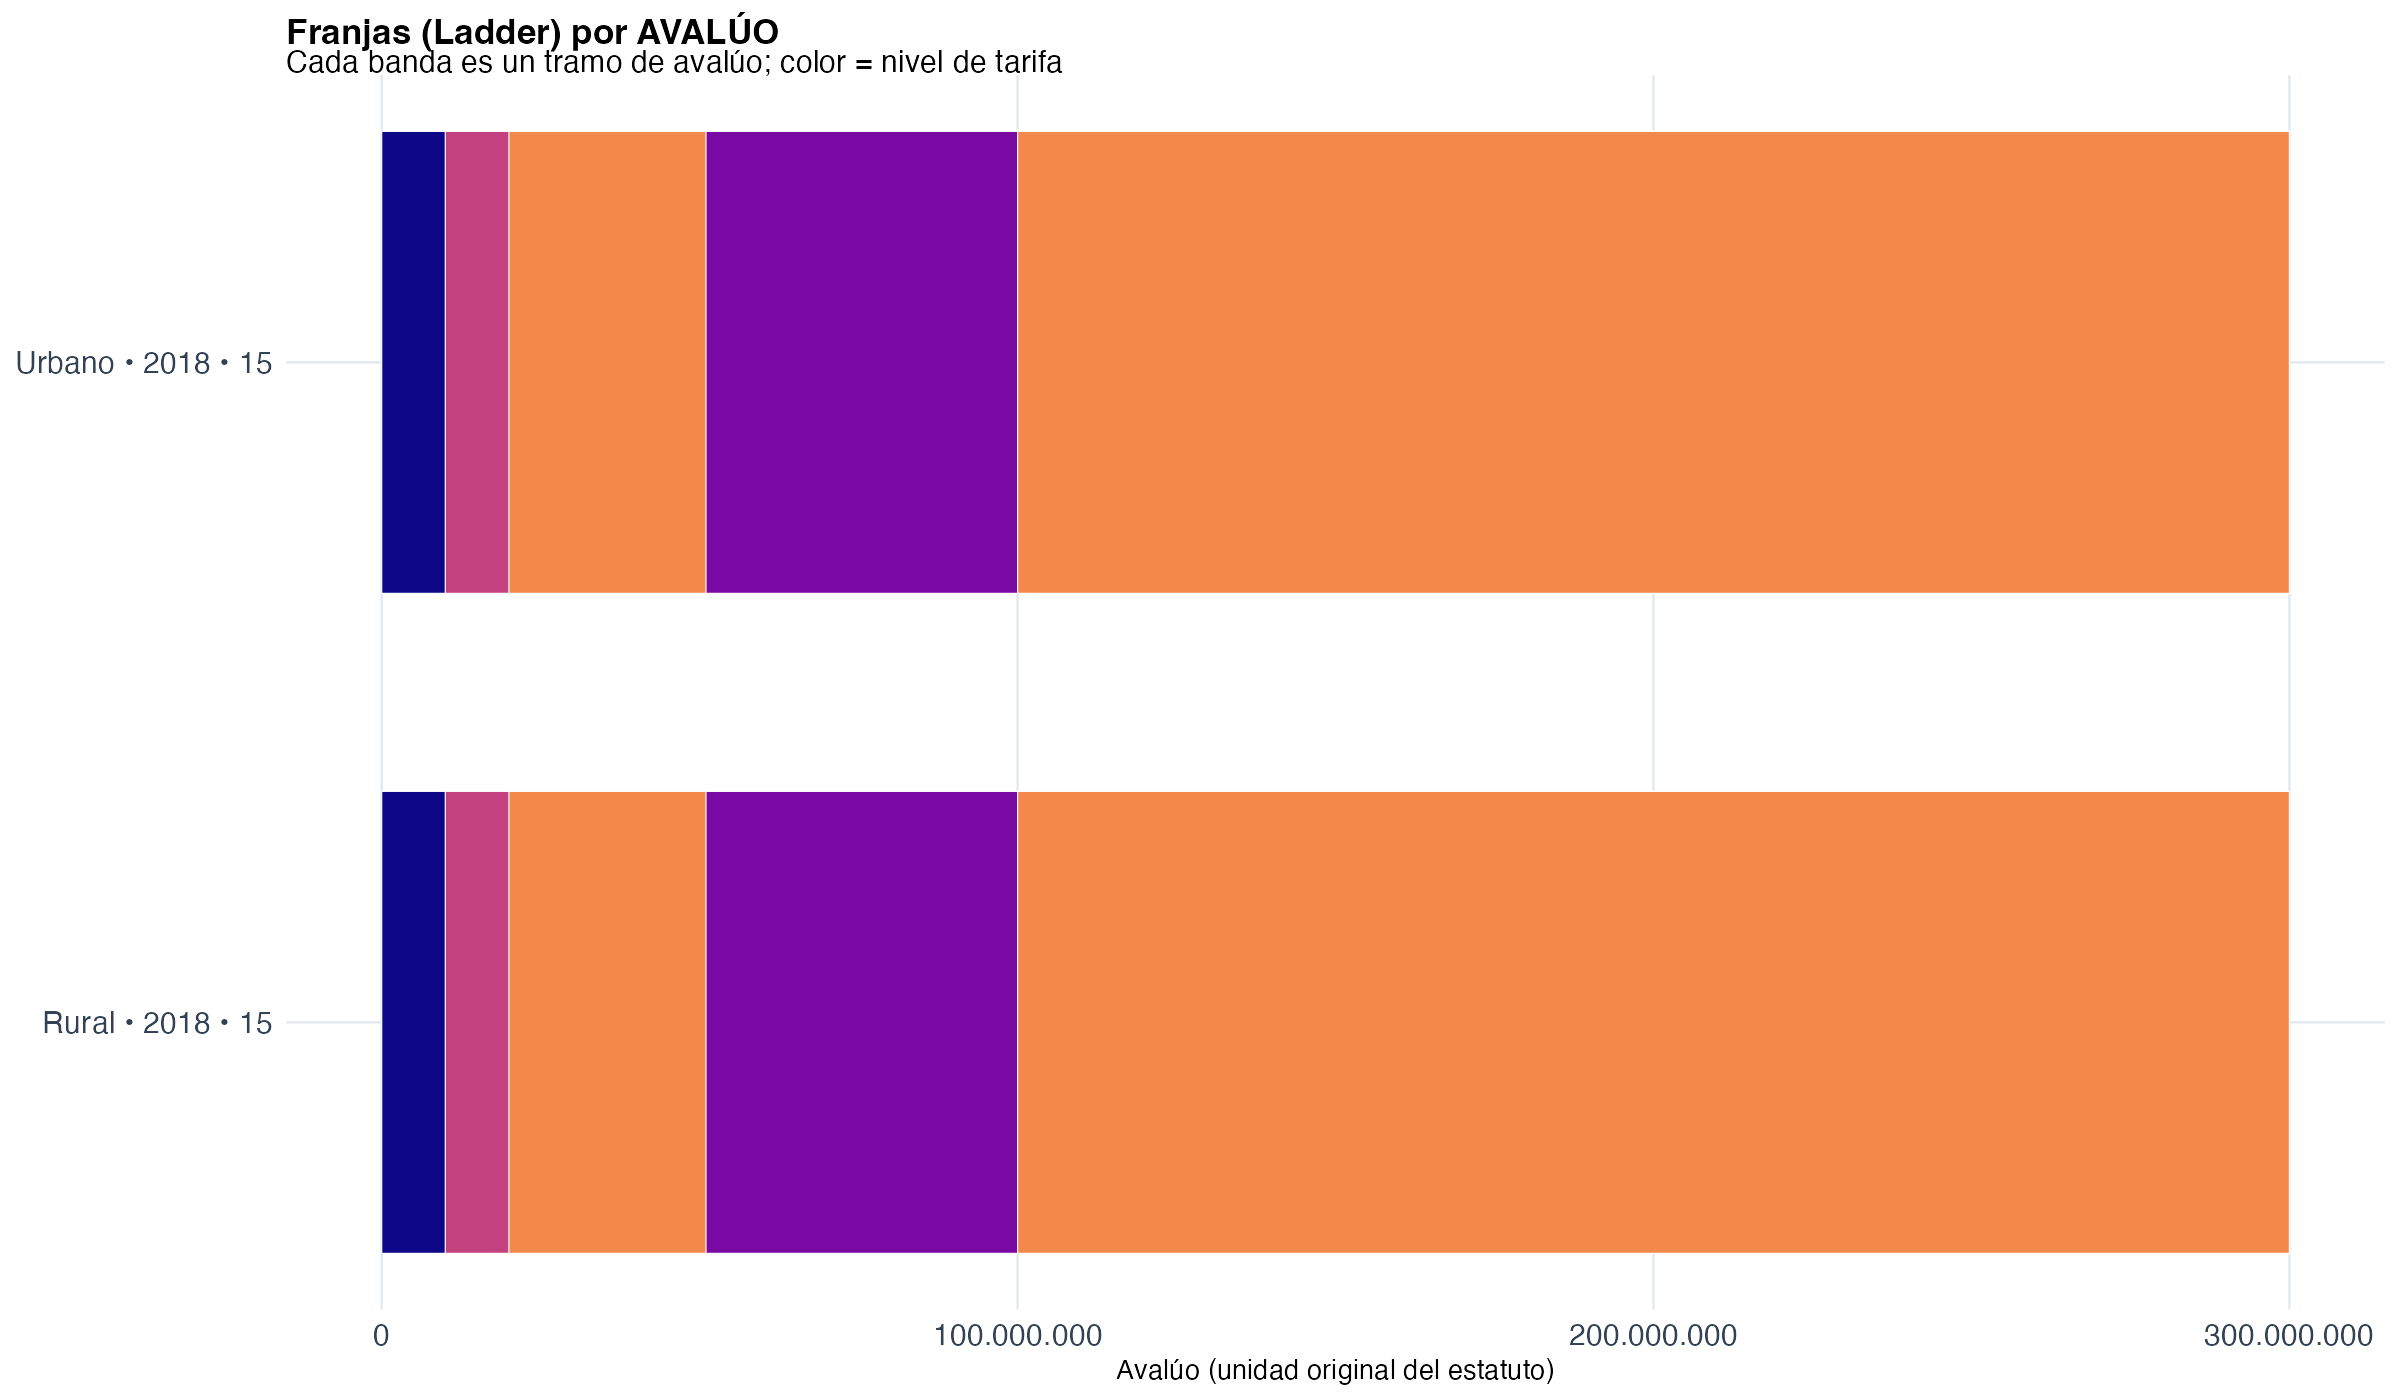 Franjas (Ladder) por AVALÚO
Cada banda es un tramo de avalúo; color = nivel de tarifa
Urbano • 2018 • 15
Rural • 2018 • 15
0
100.000.000
200.000.000
300.000.000
Avalúo (unidad original del estatuto)